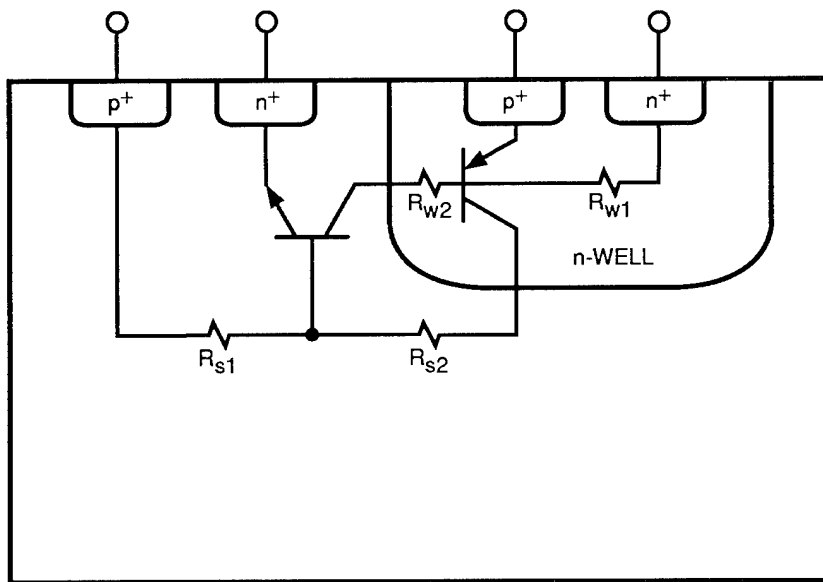 p+
n+
p+
n+
Rw2
Rw1
n-WELL
Rs1
Rs2